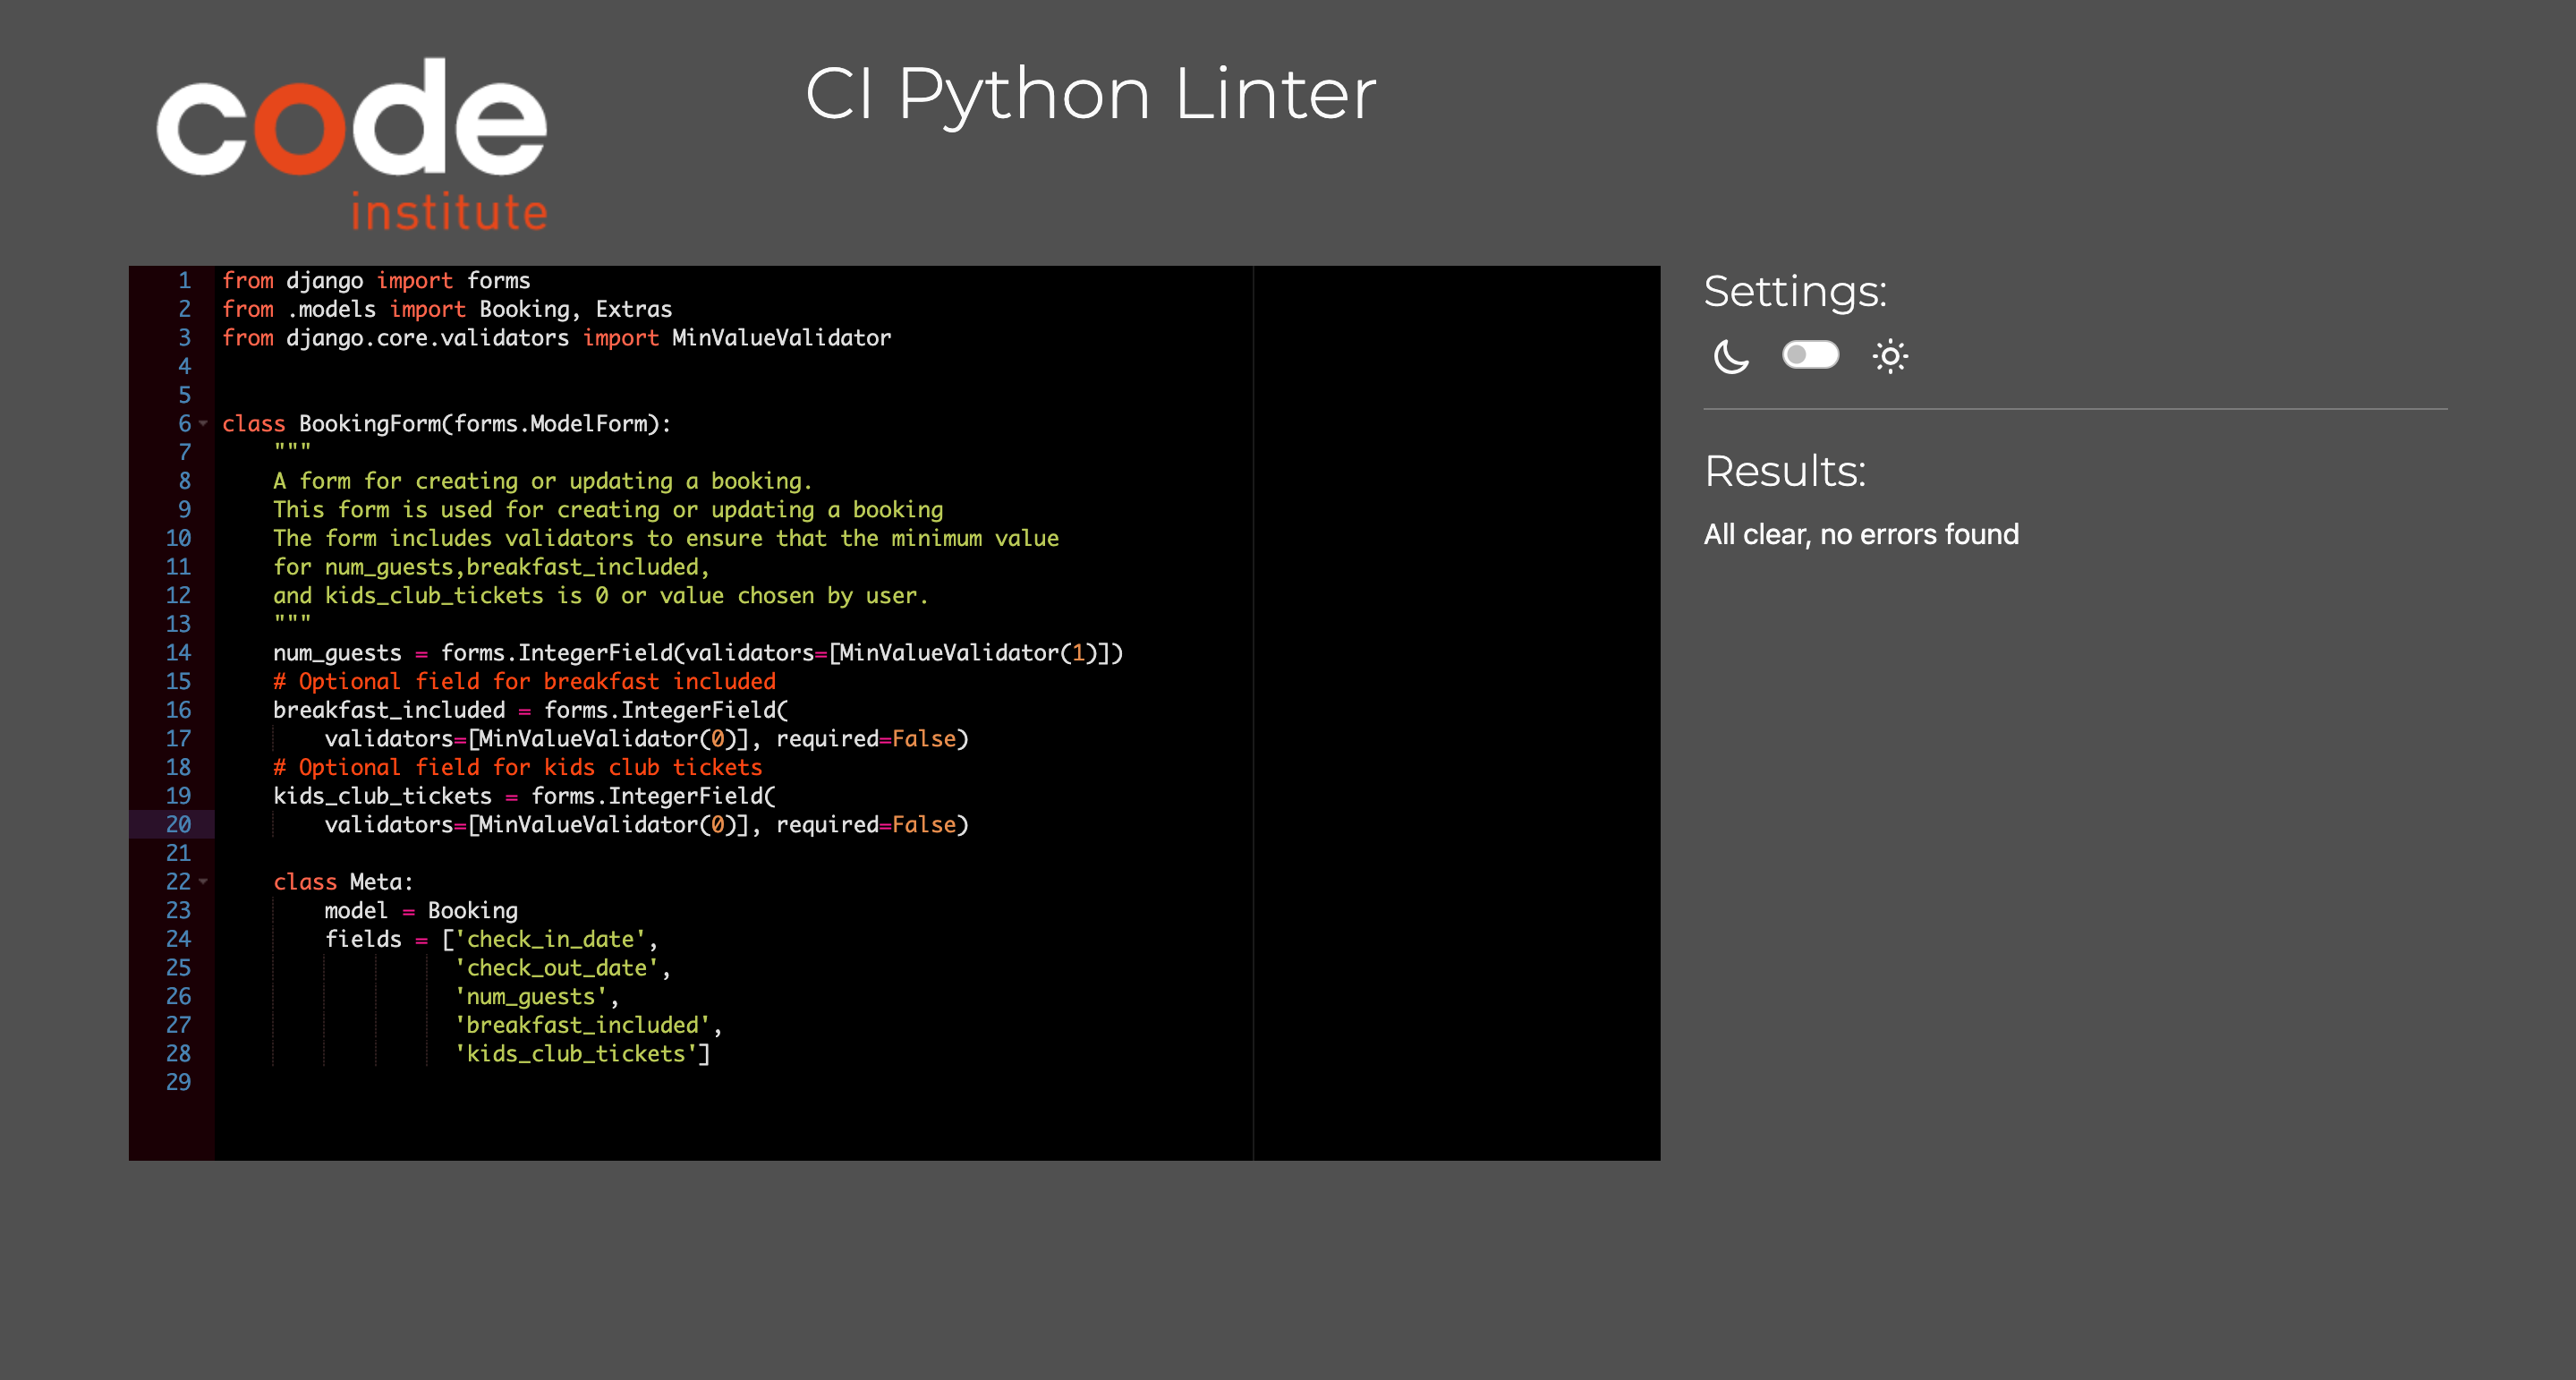 code
institute
CI Python Linter
1 from django import forms
2 from .models import Booking, Extras
3 from django.core.validators import MinValueValidator
4
5
6 class BookingForm(forms.ModelForm):
7     """
8     A form for creating or updating a booking.
9     This form is used for creating or updating a booking
10     The form includes validators to ensure that the minimum value
11     for num_guests,breakfast_included,
12     and kids_club_tickets is 0 or value chosen by user.
13     """
14     num_guests = forms.IntegerField(validators=[MinValueValidator(1)])
15     # Optional field for breakfast included
16     breakfast_included = forms.IntegerField(
17         validators=[MinValueValidator(0)], required=False)
18     # Optional field for kids club tickets
19     kids_club_tickets = forms.IntegerField(
20         validators=[MinValueValidator(0)], required=False)
21
22     class Meta:
23         model = Booking
24         fields = ['check_in_date',
25                   'check_out_date',
26                   'num_guests',
27                   'breakfast_included',
28                   'kids_club_tickets']
29
Settings:
Results:
All clear, no errors found